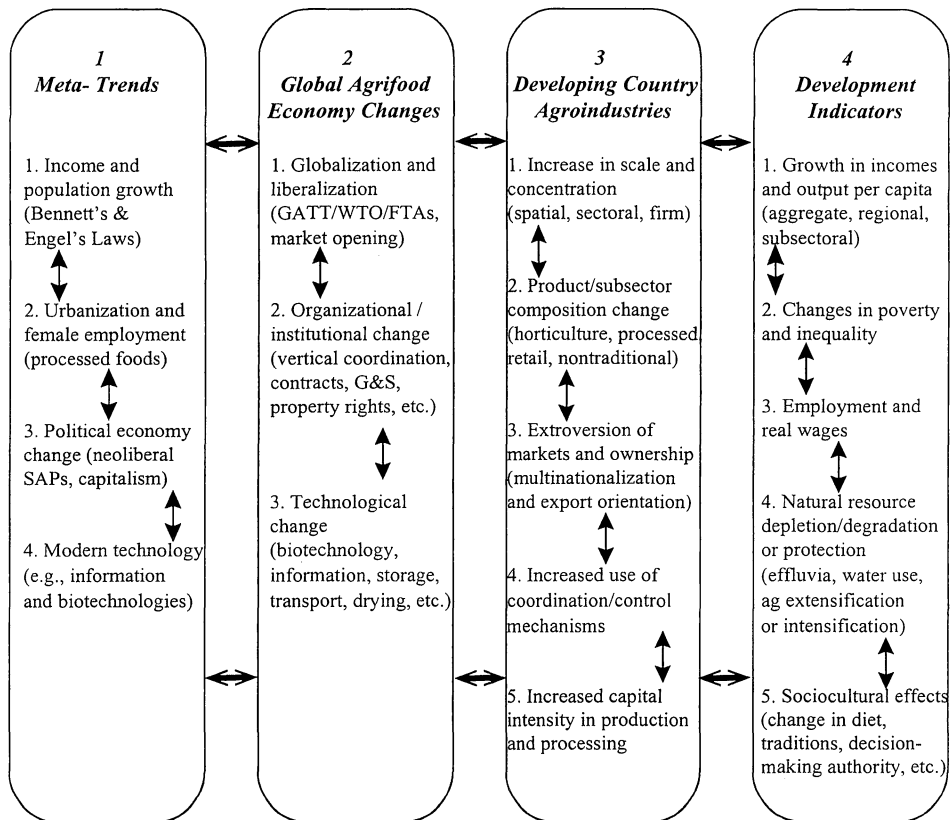 1
Meta- Trends
1. Income and
population growth
(Bennett's &
Engel's Laws)
2. Urbanization and
female employment
(processed foods)
3. Political economy
change (neoliberal
SAPs, capitalism)
4. Modern technology
(e.g., information
and biotechnologies)
2
Global Agrifood
Economy Changes
1. Globalization and
liberalization
(GATT/WTO/FTAs,
market opening)
2. Organizational /
institutional change
(vertical coordination,
contracts, G&S,
property rights, etc.)
3. Technological
change
(biotechnology,
information, storage,
transport, drying, etc.)
3
Developing Country
Agroindustries
1. Increase in scale and
concentration
(spatial, sectoral, firm)
2. Product/subsector
composition change
(horticulture, processed,
retail, nontraditional)
3. Extroversion of
markets and ownership
(multinationalization
and export orientation)
4. Increased use of
coordination/control
mechanisms
5. Increased capital
intensity in production
and processing
4
Development
Indicators
1. Growth in incomes
and output per capita
(aggregate, regional,
subsectoral)
2. Changes in poverty
and inequality
3. Employment and
real wages
4. Natural resource
depletion/degradation
or protection
(effluvia, water use,
ag extensification
or intensification)
5. Sociocultural effects
(change in diet,
traditions, decision-
making authority, etc.)